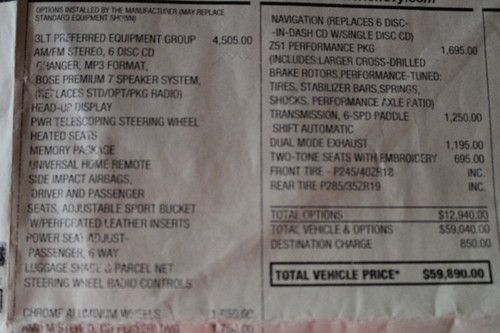 OPTIONS INSTALLED BY THE MANUFACTURER (MAY REPLACE
STANDARD EQUIPMENT SHOWN)
3LT PREFERRED EQUIPMENT GROUP 4,505.00
AM/FM STEREO, 6 DISC CD
CHANGER, MP3 FORMAT,
BOSE PREMIUM 7 SPEAKER SYSTEM,
(REPLACES STD/OPT/PKG RADIO)
HEAD-UP DISPLAY
PWR TELESCOPING STEERING WHEEL
HEATED SEATS
MEMORY PACKAGE
UNIVERSAL HOME REMOTE
SIDE IMPACT AIRBAGS,
DRIVER AND PASSENGER
SEATS, ADJUSTABLE SPORT BUCKET
W/PERFORATED LEATHER INSERTS
POWER SEAT ADJUST-
PASSENGER, 6 WAY
LUGGAGE SHADE & PARCEL NET
STEERING WHEEL RADIO CONTROLS
CHROME ALUMINUM WHEELS
NAVIGATION (REPLACES 6 DISC-
-IN-DASH CD W/SINGLE DISC CD)
Z51 PERFORMANCE PKG 1,695.00
(INCLUDES:LARGER CROSS-DRILLED
BRAKE ROTORS,PERFORMANCE-TUNED:
TIRES, STABILIZER BARS,SPRINGS,
SHOCKS, PERFORMANCE AXLE RATIO)
TRANSMISSION, 6-SPD PADDLE 1,250.00
SHIFT AUTOMATIC
DUAL MODE EXHAUST 1,195.00
TWO-TONE SEATS WITH EMBROIDERY 695.00
FRONT TIRE - P245/40ZR18 INC.
REAR TIRE P285/35ZR19 INC.
TOTAL OPTIONS $12,940.00
TOTAL VEHICLE & OPTIONS $59,040.00
DESTINATION CHARGE 850.00
TOTAL VEHICLE PRICE* $59,890.00